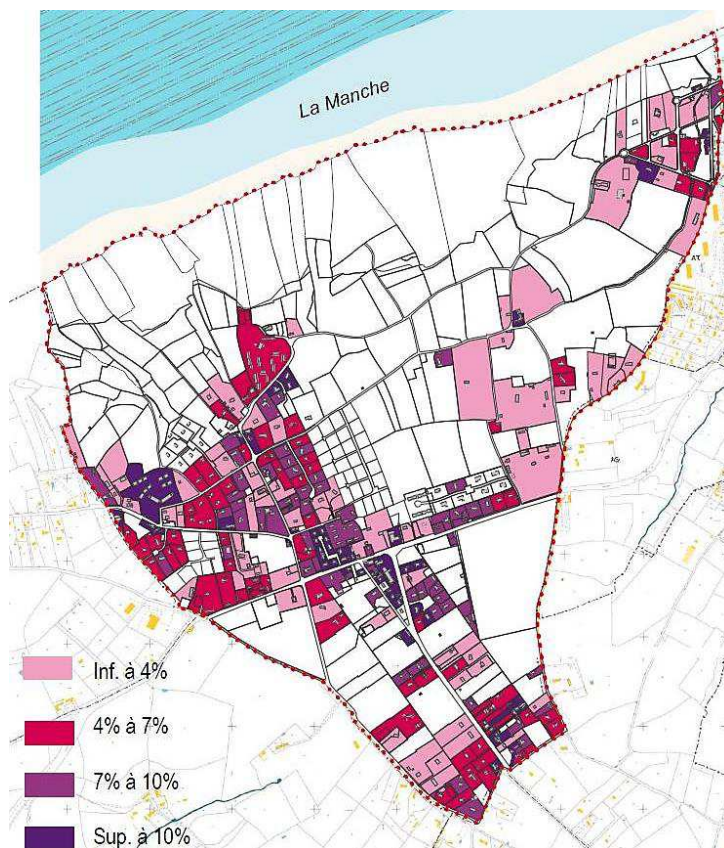 La Manche
Inf. à 4%
4% à 7%
7% à 10%
Sup. à 10%